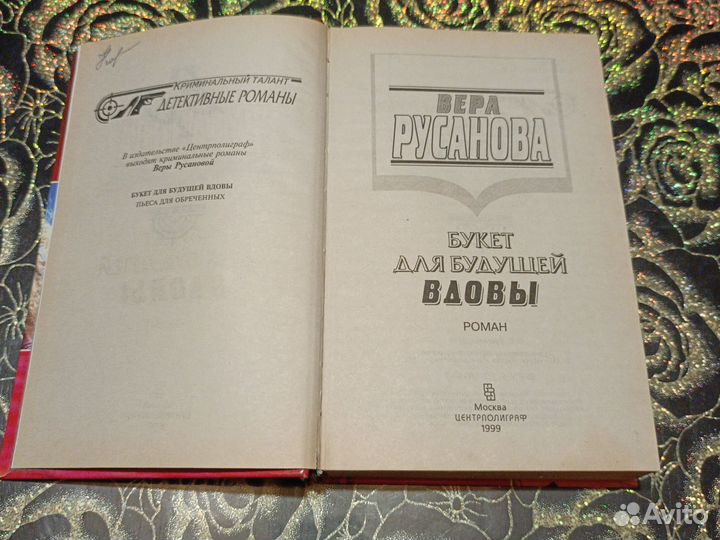 КРИМИНАЛЬНЫЙ ТАЛАНТ
ДЕТЕКТИВНЫЕ РОМАНЫ
В издательстве «Центрполиграф»
выходят криминальные романы
Веры Русановой
БУКЕТ ДЛЯ БУДУЩЕЙ ВДОВЫ
ПЬЕСА ДЛЯ ОБРЕЧЕННЫХ
ВЕРА
РУСАНОВА
БУКЕТ
ДЛЯ БУДУЩЕЙ
ВДОВЫ
РОМАН
Москва
ЦЕНТРПОЛИГРАФ
1999
Avito